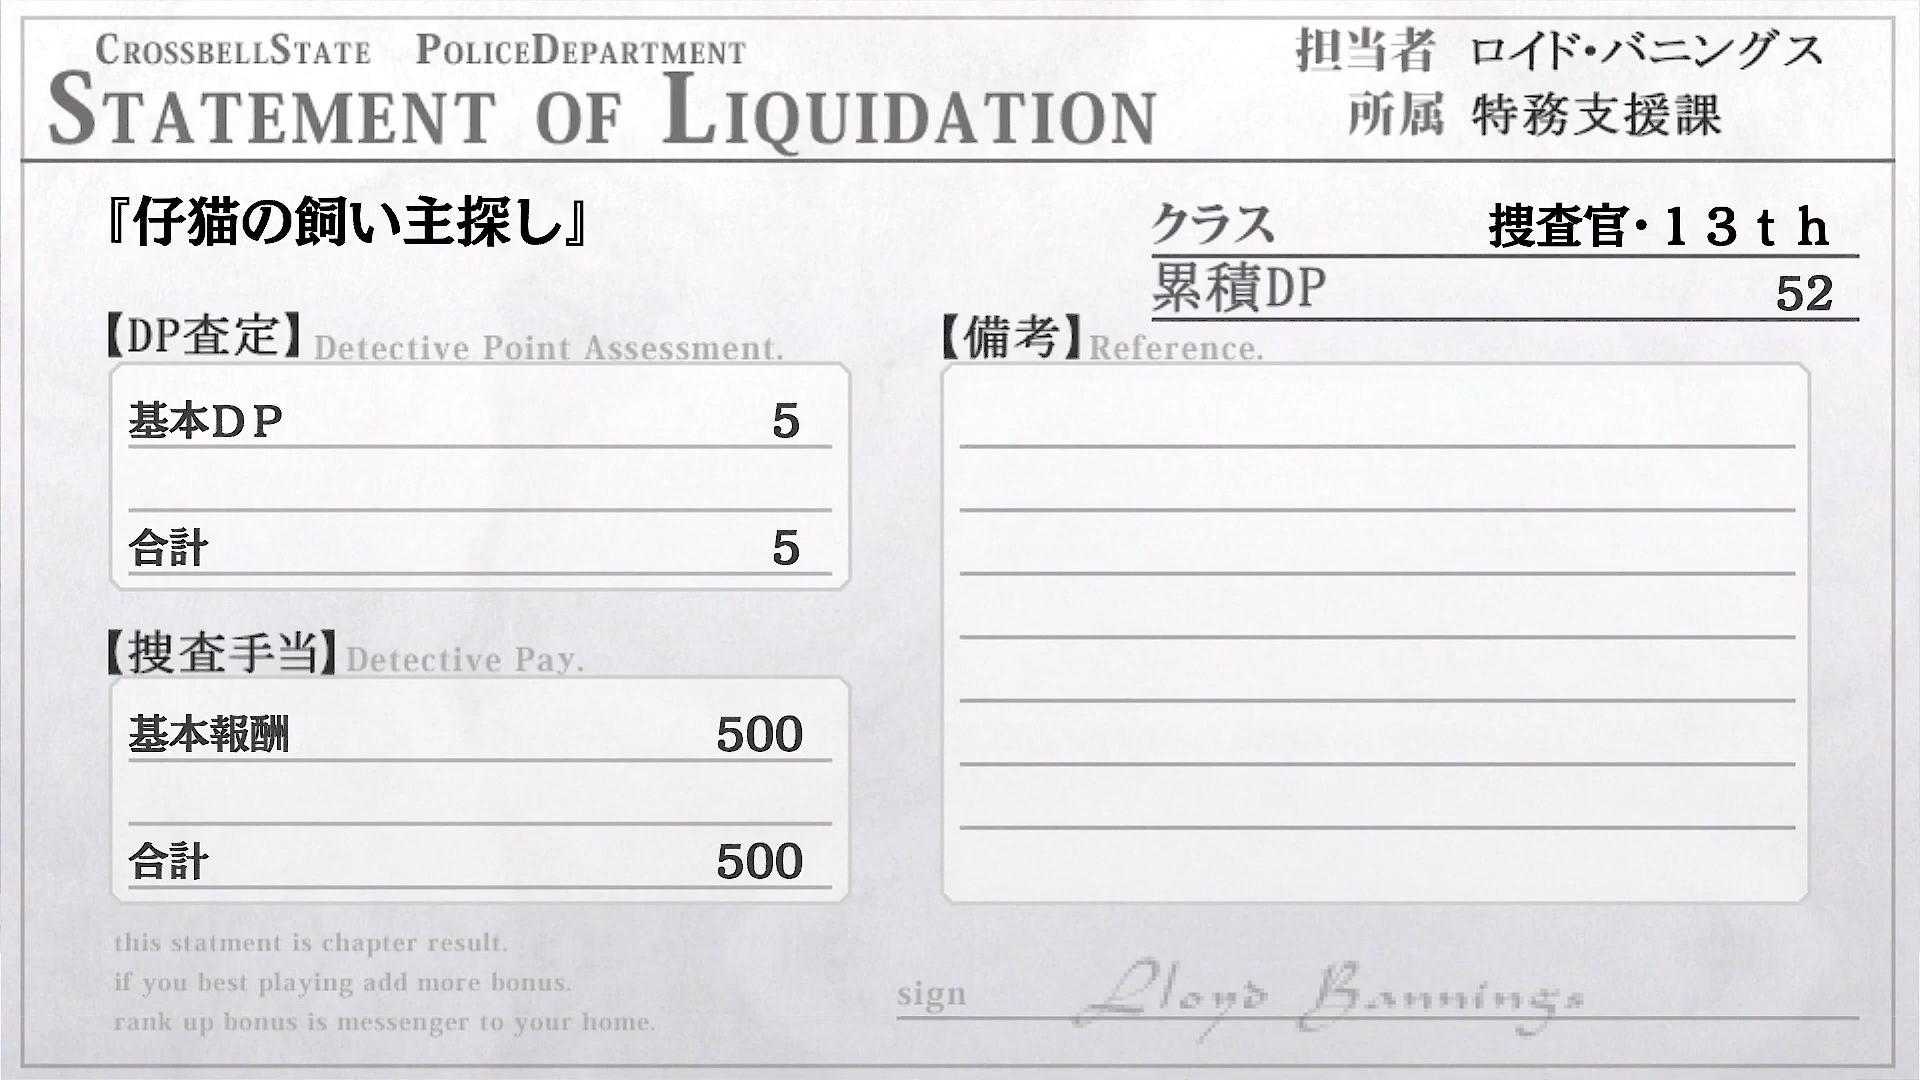 CROSSBELLSTATE POLICEDEPARTMENT
STATEMENT OF LIQUIDATION
担当者 ロイド・バニングス
所属 特務支援課
『仔猫の飼い主探し』
クラス 捜査官・１３ｔｈ
累積DP 52
【DP査定】Detective Point Assessment.
基本ＤＰ 5
合計 5
【捜査手当】Detective Pay.
基本報酬 500
合計 500
【備考】Reference.
this statment is chapter result.
if you best playing add more bonus.
rank up bonus is messenger to your home.
sign Lloyd Bannings